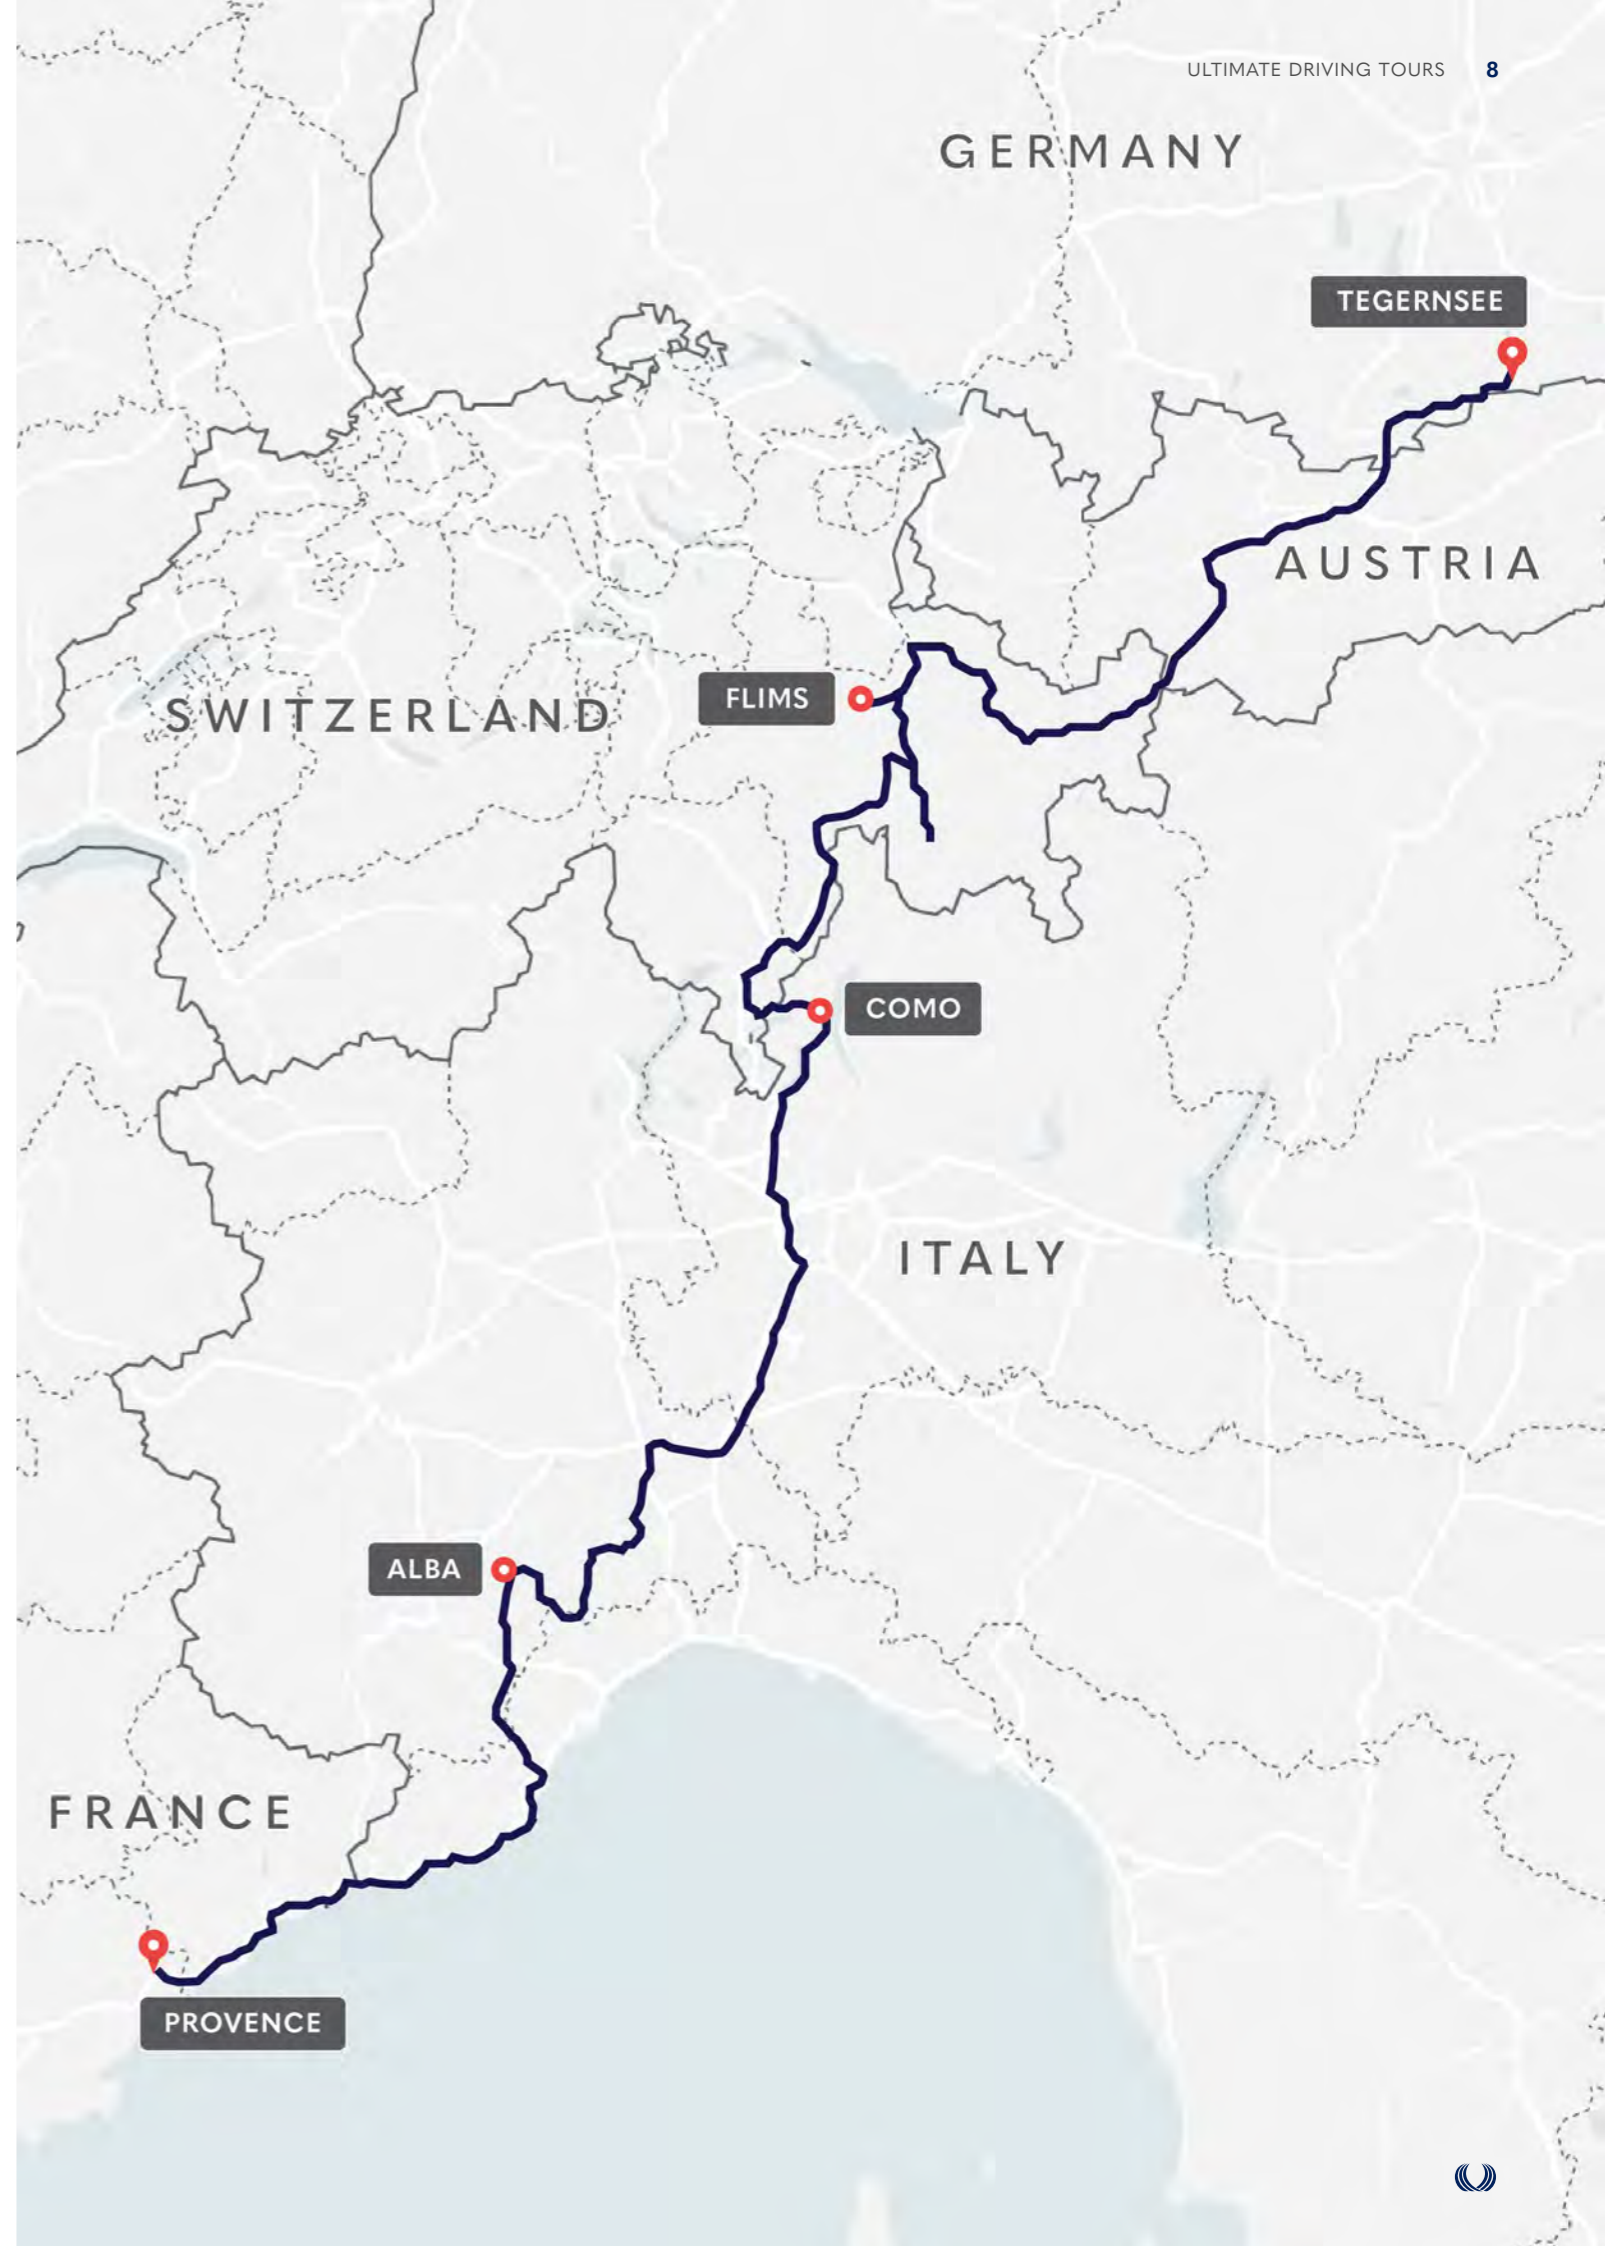 ULTIMATE DRIVING TOURS 8
GERMANY
TEGERNSEE
AUSTRIA
FLIMS
SWITZERLAND
COMO
ITALY
ALBA
FRANCE
PROVENCE